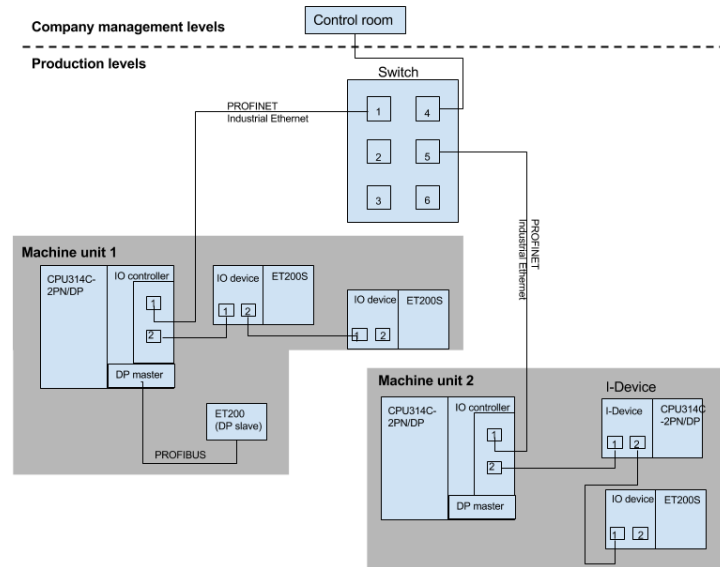 Control room
Company management levels
Production levels
Switch
PROFINET
Industrial Ethernet
1
4
2
5
3
6
PROFINET
Industrial Ethernet
Machine unit 1
CPU314C-
2PN/DP
IO controller
1
2
DP master
IO device
ET200S
1
2
IO device
ET200S
1
2
ET200
(DP slave)
PROFIBUS
Machine unit 2
I-Device
CPU314C-
2PN/DP
IO controller
1
2
DP master
I-Device
CPU314C
-2PN/DP
1
2
IO device
ET200S
1
2